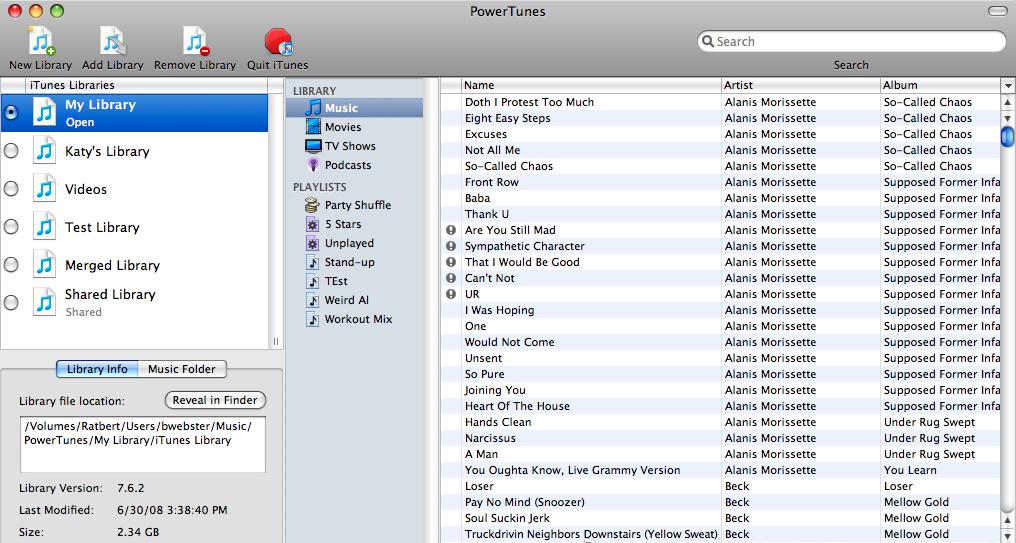 PowerTunes
New Library Add Library Remove Library Quit iTunes
Search
Search
iTunes Libraries
My Library
Open
Katy's Library
Videos
Test Library
Merged Library
Shared Library
Shared
Library Info Music Folder
Library file location: Reveal in Finder
/Volumes/Ratbert/Users/bwebster/Music/
PowerTunes/My Library/iTunes Library
Library Version: 7.6.2
Last Modified: 6/30/08 3:38:40 PM
Size: 2.34 GB
LIBRARY
Music
Movies
TV Shows
Podcasts
PLAYLISTS
Party Shuffle
5 Stars
Unplayed
Stand-up
TEst
Weird Al
Workout Mix
Name Artist Album
Doth I Protest Too Much Alanis Morissette So-Called Chaos
Eight Easy Steps Alanis Morissette So-Called Chaos
Excuses Alanis Morissette So-Called Chaos
Not All Me Alanis Morissette So-Called Chaos
So-Called Chaos Alanis Morissette So-Called Chaos
Front Row Alanis Morissette Supposed Former Infa
Baba Alanis Morissette Supposed Former Infa
Thank U Alanis Morissette Supposed Former Infa
Are You Still Mad Alanis Morissette Supposed Former Infa
Sympathetic Character Alanis Morissette Supposed Former Infa
That I Would Be Good Alanis Morissette Supposed Former Infa
Can't Not Alanis Morissette Supposed Former Infa
UR Alanis Morissette Supposed Former Infa
I Was Hoping Alanis Morissette Supposed Former Infa
One Alanis Morissette Supposed Former Infa
Would Not Come Alanis Morissette Supposed Former Infa
Unsent Alanis Morissette Supposed Former Infa
So Pure Alanis Morissette Supposed Former Infa
Joining You Alanis Morissette Supposed Former Infa
Heart Of The House Alanis Morissette Supposed Former Infa
Hands Clean Alanis Morissette Under Rug Swept
Narcissus Alanis Morissette Under Rug Swept
A Man Alanis Morissette Under Rug Swept
You Oughta Know, Live Grammy Version Alanis Morissette You Learn
Loser Beck Loser
Pay No Mind (Snoozer) Beck Mellow Gold
Soul Suckin Jerk Beck Mellow Gold
Truckdrivin Neighbors Downstairs (Yellow Sweat) Beck Mellow Gold